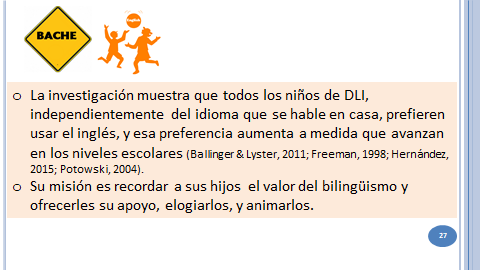 BACHE
English
o La investigación muestra que todos los niños de DLI,
independientemente del idioma que se hable en casa, prefieren
usar el inglés, y esa preferencia aumenta a medida que avanzan
en los niveles escolares (Ballinger & Lyster, 2011; Freeman, 1998; Hernández,
2015; Potowski, 2004).
o Su misión es recordar a sus hijos el valor del bilingüismo y
ofrecerles su apoyo, elogiarlos, y animarlos.
27